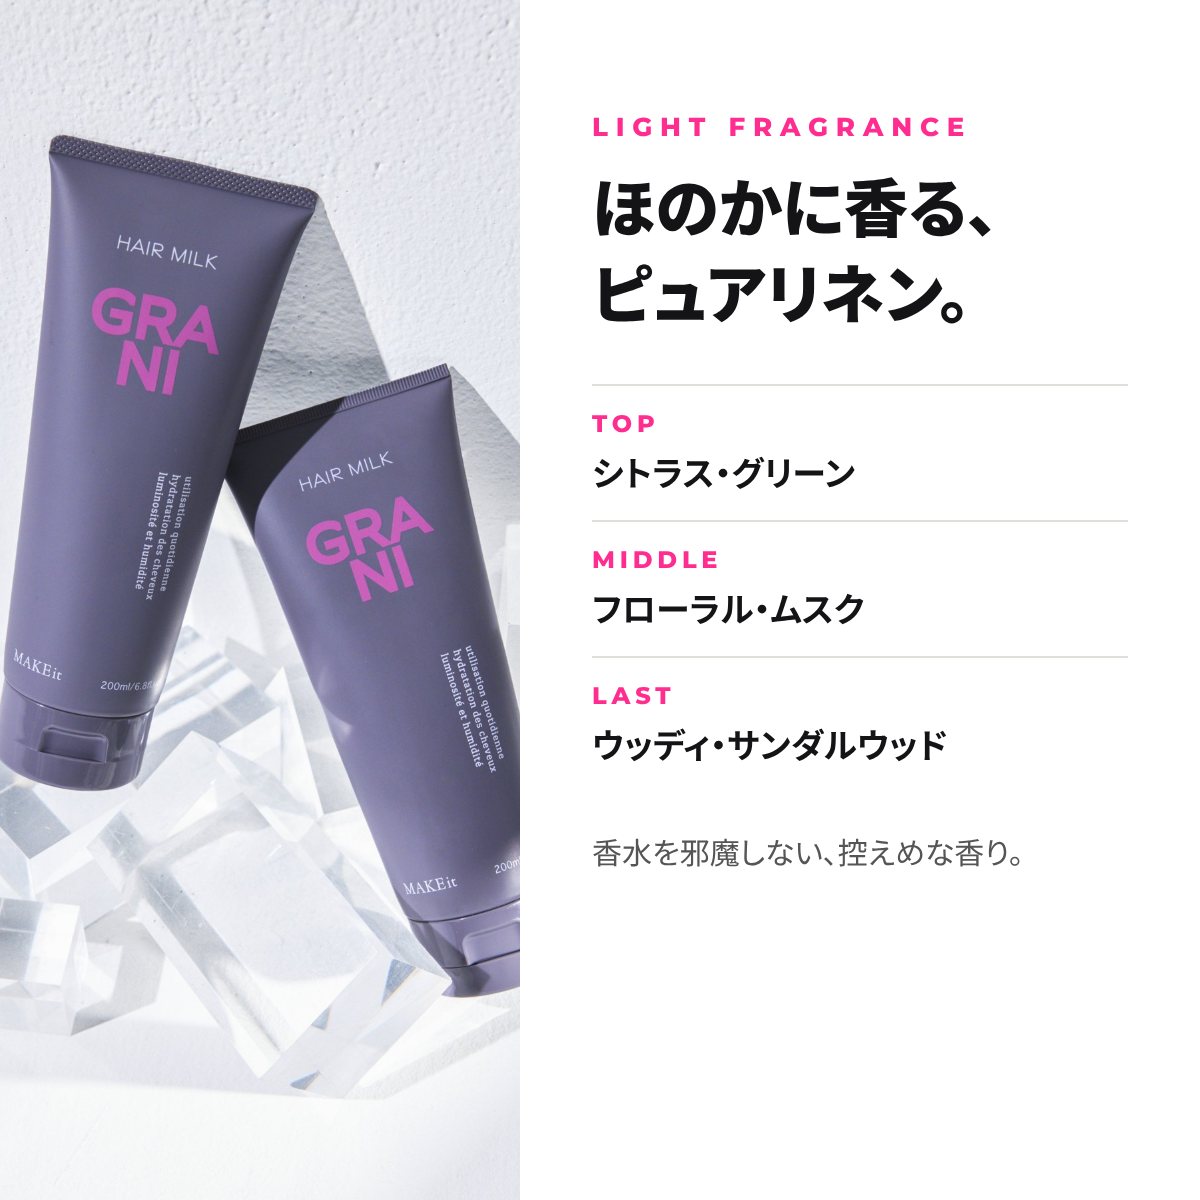 HAIR MILK
GRA
NI
utilisation quotidienne
hydratation des cheveux
luminosité et humidité
MAKEit
200ml/6.8fl
HAIR MILK
GRA
NI
utilisation quotidienne
hydratation des cheveux
luminosité et humidité
MAKEit
200m
LIGHT FRAGRANCE
ほのかに香る、
ピュアリネン。
TOP
シトラス・グリーン
MIDDLE
フローラル・ムスク
LAST
ウッディ・サンダルウッド
香水を邪魔しない、控えめな香り。